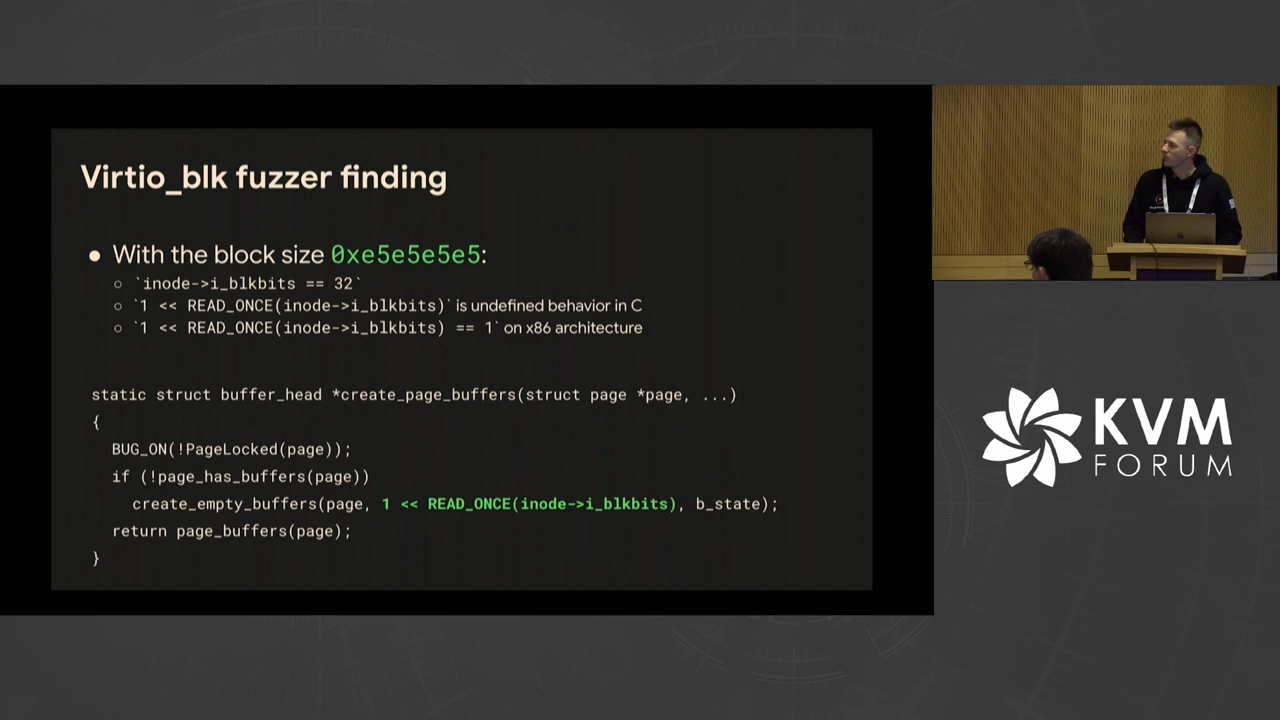 Virtio_blk fuzzer finding
● With the block size 0xe5e5e5e5:
○ `inode->i_blkbits == 32`
○ `1 << READ_ONCE(inode->i_blkbits)` is undefined behavior in C
○ `1 << READ_ONCE(inode->i_blkbits) == 1` on x86 architecture
static struct buffer_head *create_page_buffers(struct page *page, ...)
{
BUG_ON(!PageLocked(page));
if (!page_has_buffers(page))
create_empty_buffers(page, 1 << READ_ONCE(inode->i_blkbits), b_state);
return page_buffers(page);
}
KVM
FORUM